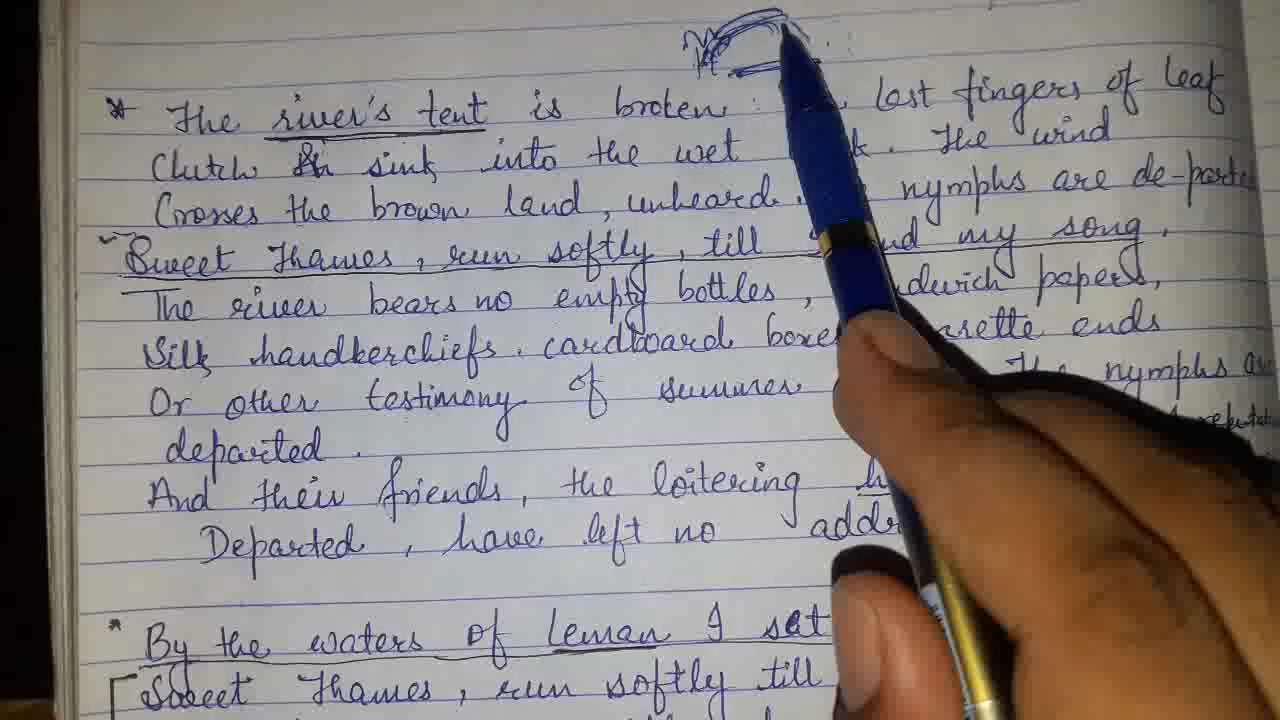 * The river's tent is broken : last fingers of leaf
Clutch & sink into the wet The wind
Crosses the brown land, unheard. nymphs are de-parted
Sweet Thames, run softly, till my song.
The river bears no empty bottles, papers,
Silk handkerchiefs. cardboard ends
Or other testimony of summer nymphs are
departed.
And their friends, the loitering
Departed, have left no
* By the waters of Leman I sat
Sweet Thames, run softly till